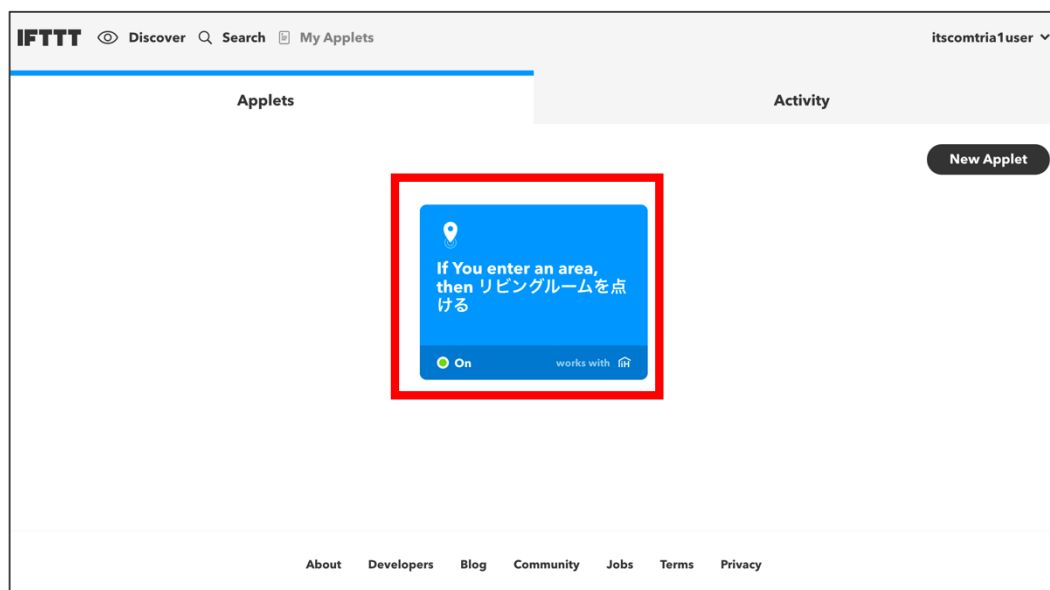 IFTTT Discover Search My Applets itscomtria1user
Applets Activity
New Applet
If You enter an area,
then リビングルームを点
ける
On works with iH
About Developers Blog Community Jobs Terms Privacy